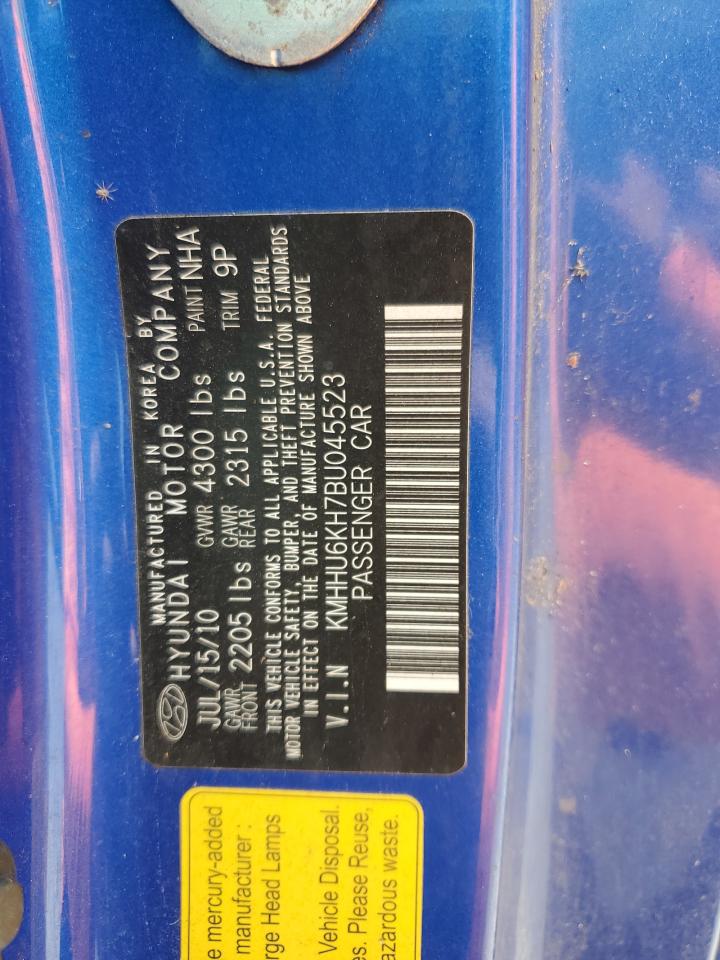 MANUFACTURED IN KOREA BY
HYUNDAI MOTOR COMPANY
JUL/15/10 GVWR 4300 lbs PAINT NHA
GAWR FRONT 2205 lbs GAWR REAR 2315 lbs TRIM 9P
THIS VEHICLE CONFORMS TO ALL APPLICABLE U.S.A. FEDERAL
MOTOR VEHICLE SAFETY, BUMPER, AND THEFT PREVENTION STANDARDS
IN EFFECT ON THE DATE OF MANUFACTURE SHOWN ABOVE
V.I.N KMHHU6KH7BU045523
PASSENGER CAR
e mercury-added
manufacturer :
rge Head Lamps
Vehicle Disposal.
es. Please Reuse,
azardous waste.